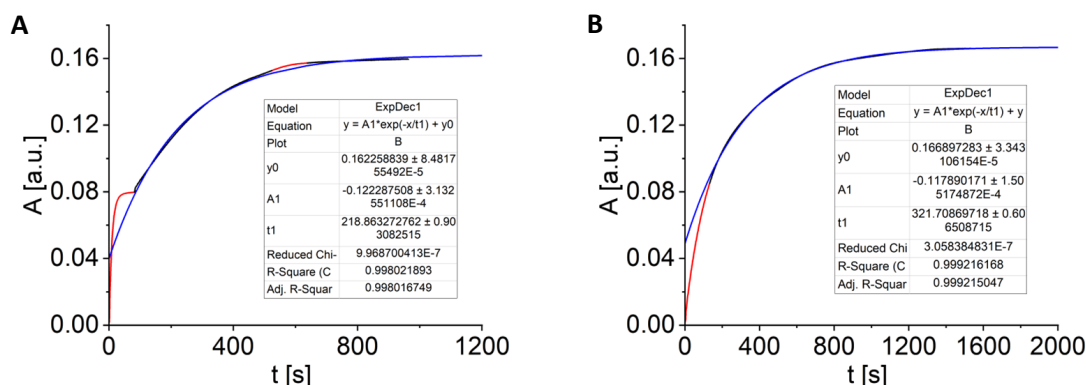 A
A [a.u.]
0.16
0.12
0.08
0.04
0.00
0
400
800
1200
t [s]
Model ExpDec1
Equation y = A1*exp(-x/t1) + y0
Plot B
y0 0.162258839 ± 8.4817
55492E-5
A1 -0.122287508 ± 3.132
551108E-4
t1 218.863272762 ± 0.90
3082515
Reduced Chi- 9.968700413E-7
R-Square (C 0.998021893
Adj. R-Squar 0.998016749
B
A [a.u.]
0.16
0.12
0.08
0.04
0.00
0
400
800
1200
1600
2000
t [s]
Model ExpDec1
Equation y = A1*exp(-x/t1) + y
Plot B
y0 0.166897283 ± 3.343
106154E-5
A1 -0.117890171 ± 1.50
5174872E-4
t1 321.70869718 ± 0.60
6508715
Reduced Chi 3.058384831E-7
R-Square (C 0.999216168
Adj. R-Squar 0.999215047